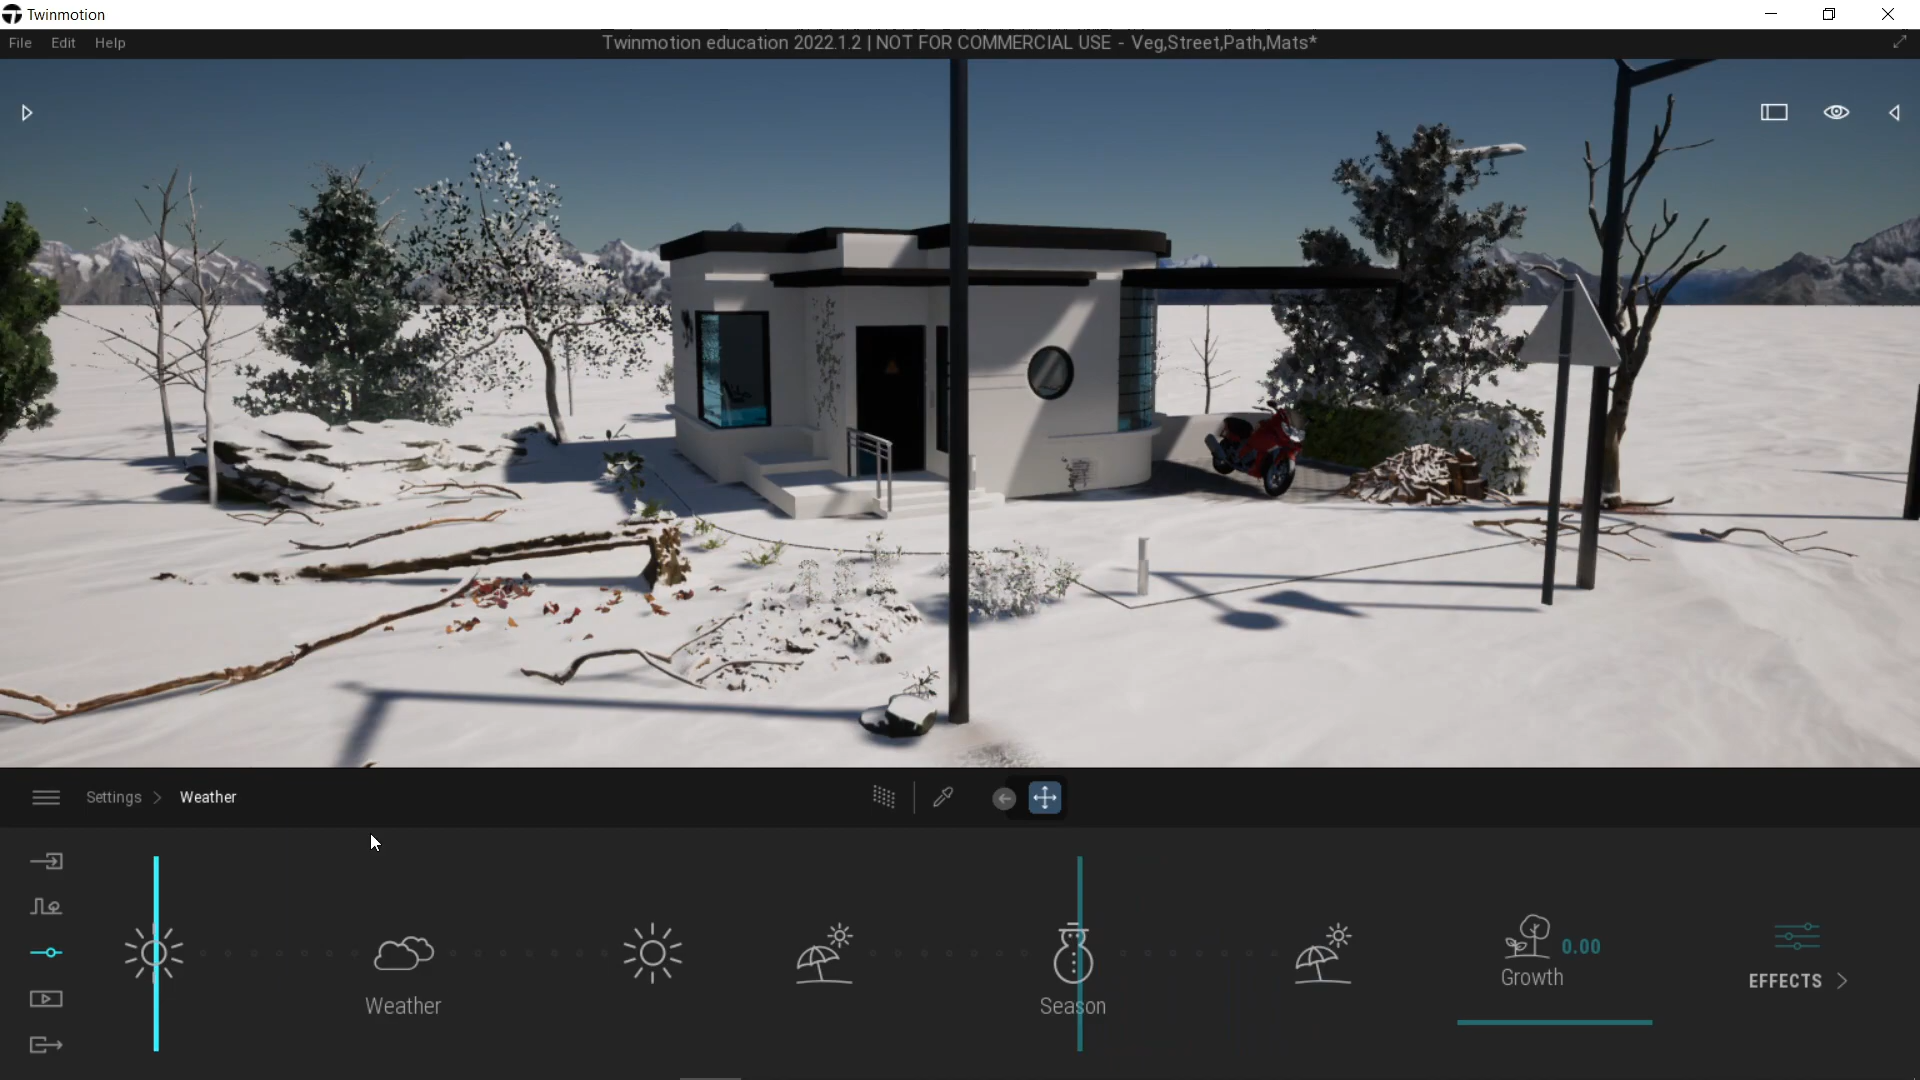 Twinmotion
File Edit Help
Twinmotion education 2022.1.2 | NOT FOR COMMERCIAL USE - Veg,Street,Path,Mats*
Settings > Weather
0.00
Growth
EFFECTS >
Weather
Season